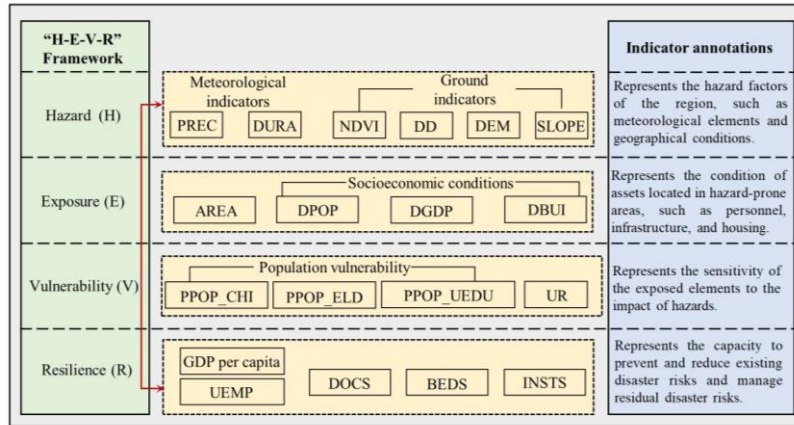 “H-E-V-R”
Framework
Indicator annotations
Hazard (H)
Meteorological
indicators
Ground
indicators
PREC
DURA
NDVI
DD
DEM
SLOPE
Represents the hazard factors
of the region, such as
meteorological elements and
geographical conditions.
Exposure (E)
Socioeconomic conditions
AREA
DPOP
DGDP
DBUI
Represents the condition of
assets located in hazard-prone
areas, such as personnel,
infrastructure, and housing.
Vulnerability (V)
Population vulnerability
PPOP_CHI
PPOP_ELD
PPOP_UEDU
UR
Represents the sensitivity of
the exposed elements to the
impact of hazards.
Resilience (R)
GDP per capita
UEMP
DOCS
BEDS
INSTS
Represents the capacity to
prevent and reduce existing
disaster risks and manage
residual disaster risks.